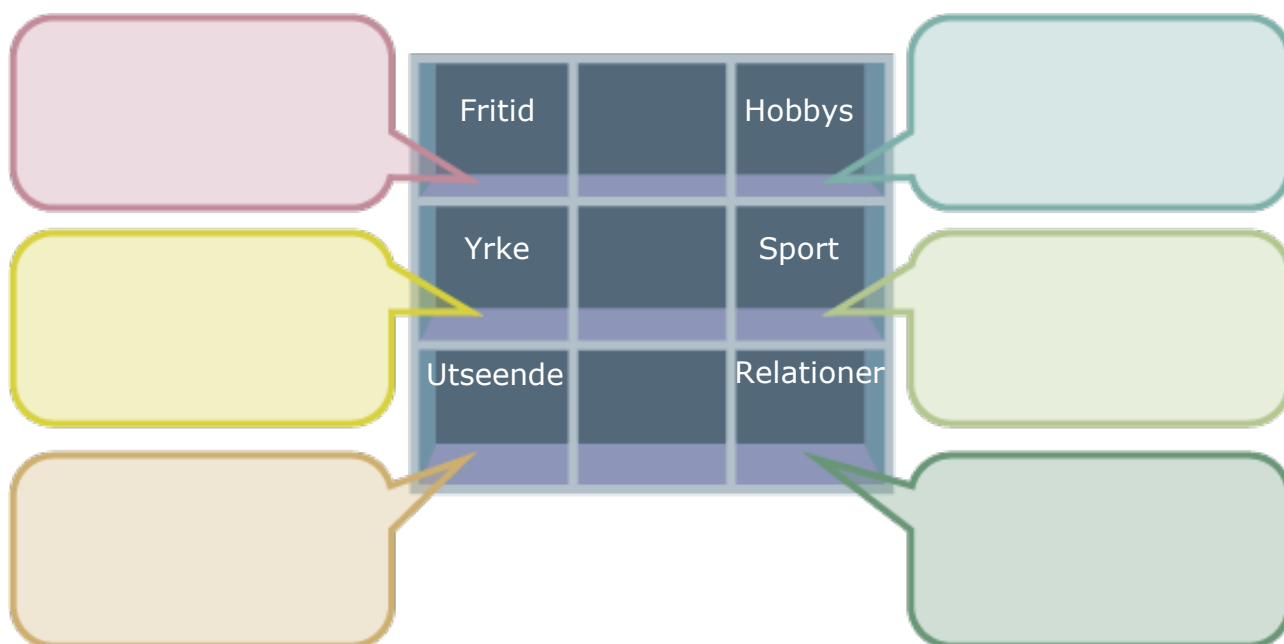 Fritid
Hobbys
Yrke
Sport
Utseende
Relationer